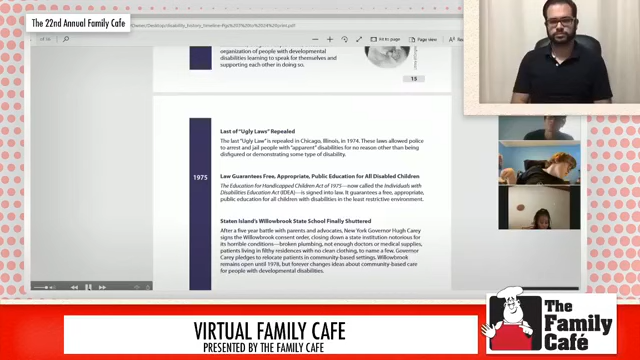 The 22nd Annual Family Cafe
Fit to page
Page view
organization of people with developmental
disabilities learning to speak for themselves and
supporting each other in doing so.
15
1975
Last of "Ugly Laws" Repealed
The last "Ugly Law" is repealed in Chicago, Illinois, in 1974. These laws allowed police
to arrest and jail people with "apparent" disabilities for no reason other than being
disfigured or demonstrating some type of disability.
Law Guarantees Free, Appropriate, Public Education for All Disabled Children
The Education for Handicapped Children Act of 1975—now called the Individuals with
Disabilities Education Act (IDEA)—is signed into law. It guarantees a free, appropriate,
public education for all children with disabilities in the least restrictive environment.
Staten Island's Willowbrook State School Finally Shuttered
After a five year battle with parents and advocates, New York Governor Hugh Carey
signs the Willowbrook consent order, closing down a state institution notorious for
its horrible conditions—broken plumbing, not enough doctors or medical supplies,
patients living in filthy residences with no clean clothing, to name a few. Governor
Carey pledges to relocate patients in community-based settings. Willowbrook
remains open until 1978, but forever changes ideas about community-based care
for people with developmental disabilities.
VIRTUAL FAMILY CAFE
PRESENTED BY THE FAMILY CAFE
The
Family
Café